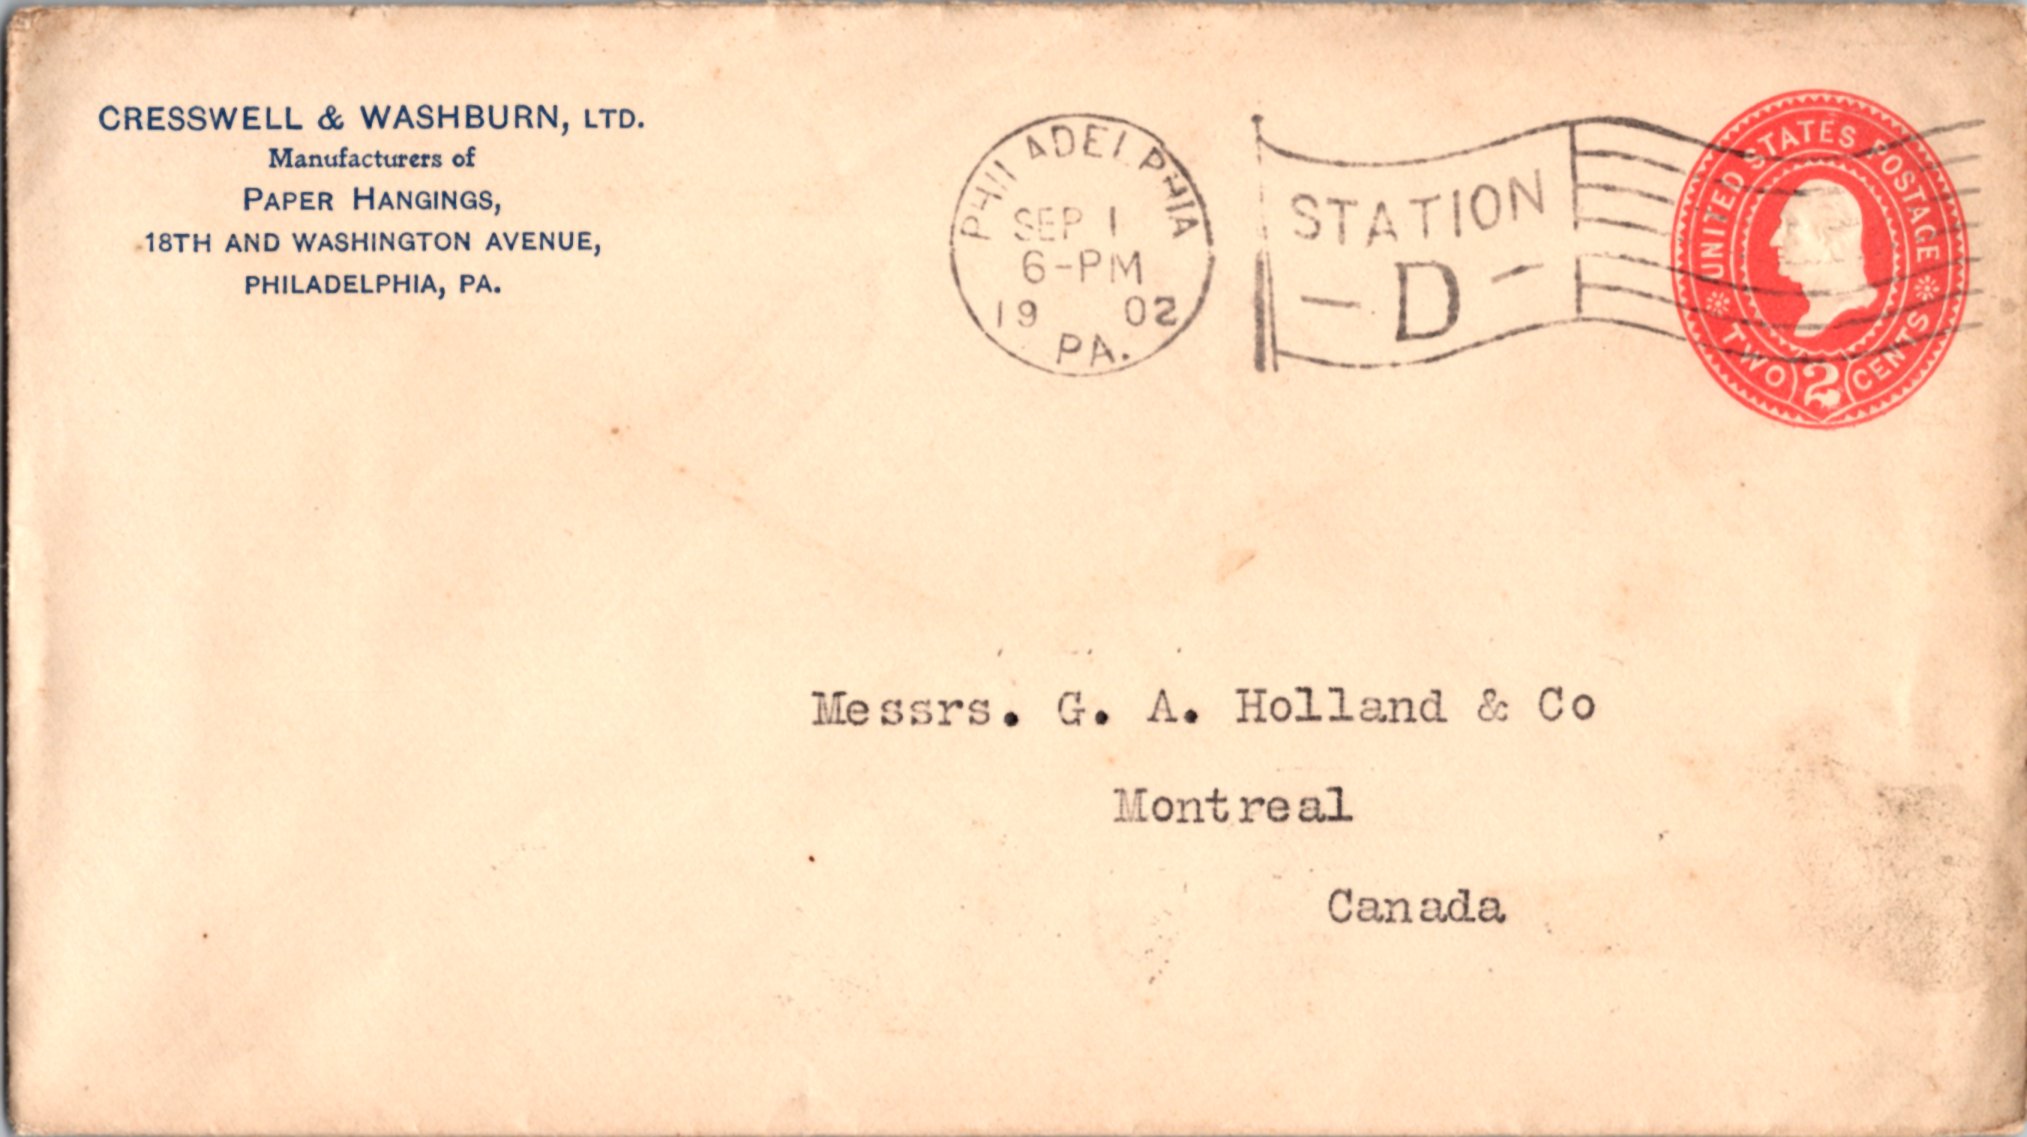 CRESSWELL & WASHBURN, LTD.
Manufacturers of
PAPER HANGINGS,
18TH AND WASHINGTON AVENUE,
PHILADELPHIA, PA.
PHILADELPHIA
SEP 1
6-PM
19 02
PA.
STATION
- D -
UNITED STATES POSTAGE
TWO 2 CENTS
Messrs. G. A. Holland & Co
Montreal
Canada